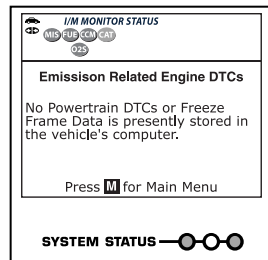 I/M MONITOR STATUS
MIS FUE CCM CAT
O2S
Emissison Related Engine DTCs
No Powertrain DTCs or Freeze
Frame Data is presently stored in
the vehicle's computer.
Press M for Main Menu
SYSTEM STATUS